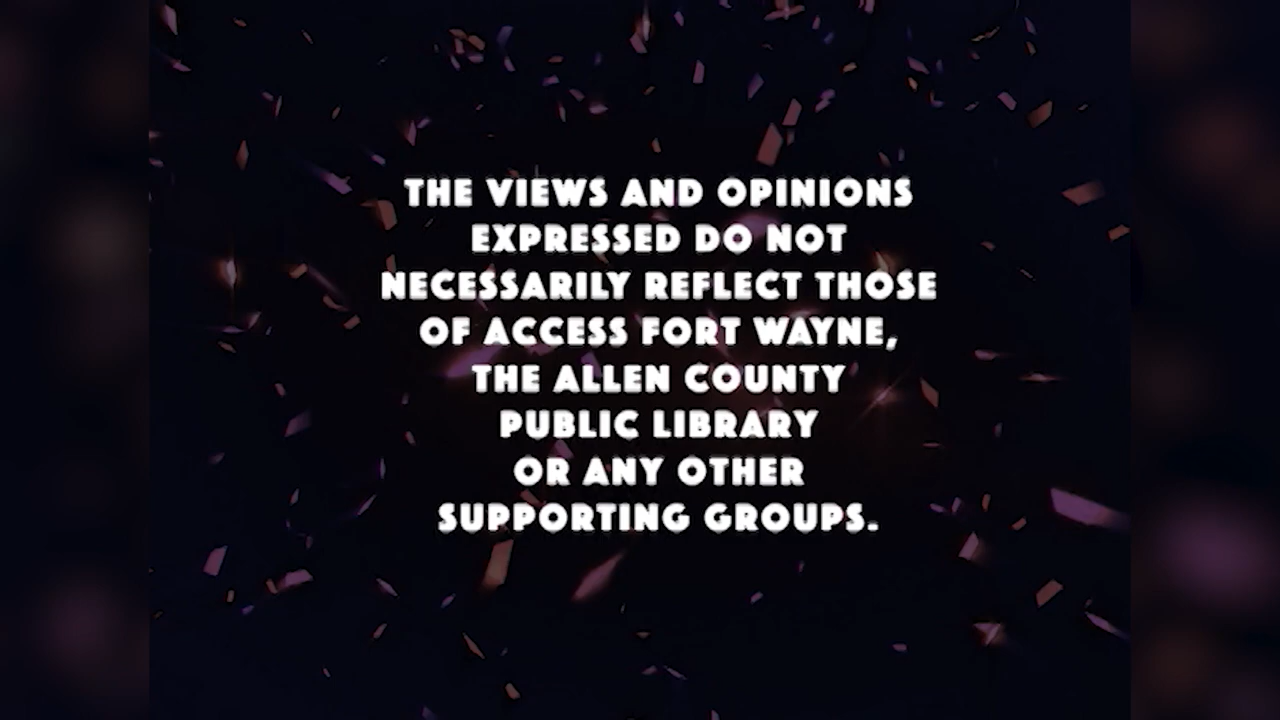 THE VIEWS AND OPINIONS
EXPRESSED DO NOT
NECESSARILY REFLECT THOSE
OF ACCESS FORT WAYNE,
THE ALLEN COUNTY
PUBLIC LIBRARY
OR ANY OTHER
SUPPORTING GROUPS.